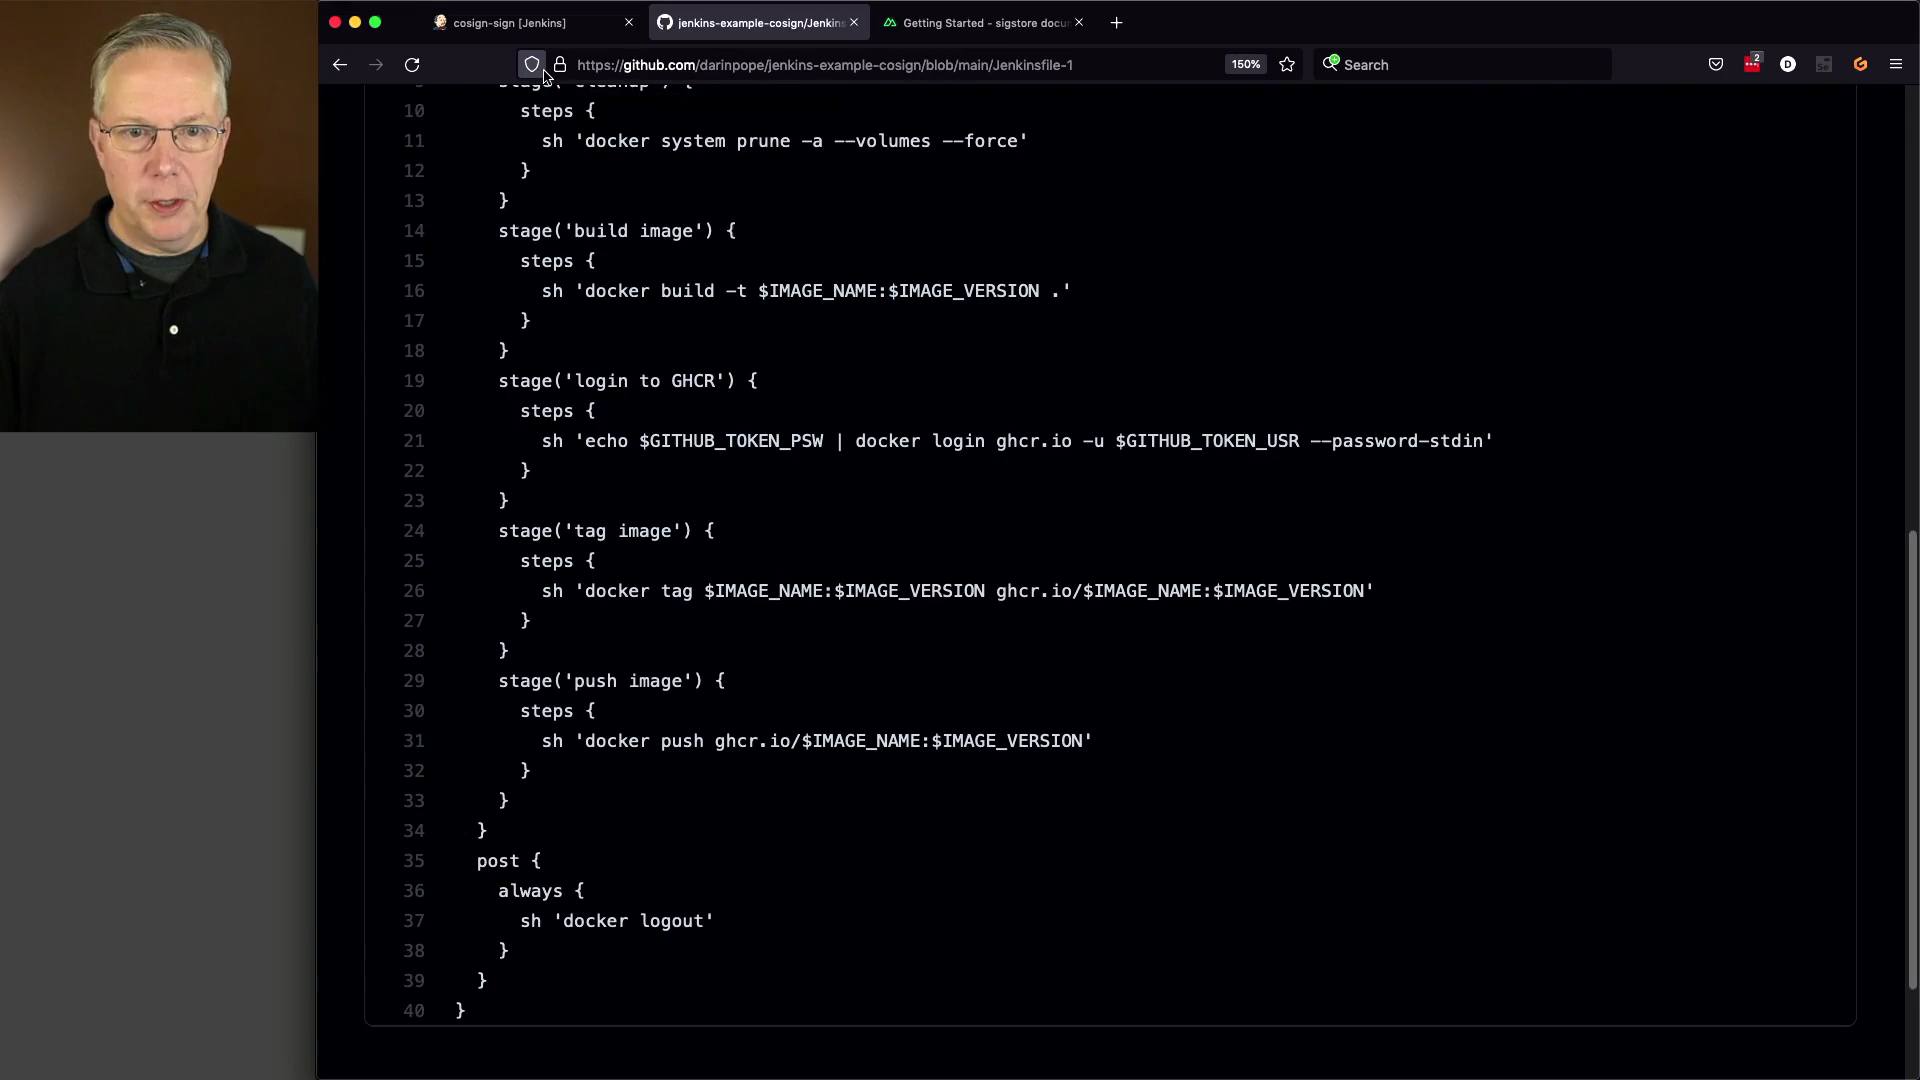 cosign-sign [Jenkins]
jenkins-example-cosign/Jenkins
Getting Started - sigstore docu
https://github.com/darinpope/jenkins-example-cosign/blob/main/Jenkinsfile-1
150%
Search
2
10 steps {
11 sh 'docker system prune -a --volumes --force'
12 }
13 }
14 stage('build image') {
15 steps {
16 sh 'docker build -t $IMAGE_NAME:$IMAGE_VERSION .'
17 }
18 }
19 stage('login to GHCR') {
20 steps {
21 sh 'echo $GITHUB_TOKEN_PSW | docker login ghcr.io -u $GITHUB_TOKEN_USR --password-stdin'
22 }
23 }
24 stage('tag image') {
25 steps {
26 sh 'docker tag $IMAGE_NAME:$IMAGE_VERSION ghcr.io/$IMAGE_NAME:$IMAGE_VERSION'
27 }
28 }
29 stage('push image') {
30 steps {
31 sh 'docker push ghcr.io/$IMAGE_NAME:$IMAGE_VERSION'
32 }
33 }
34 }
35 post {
36 always {
37 sh 'docker logout'
38 }
39 }
40 }